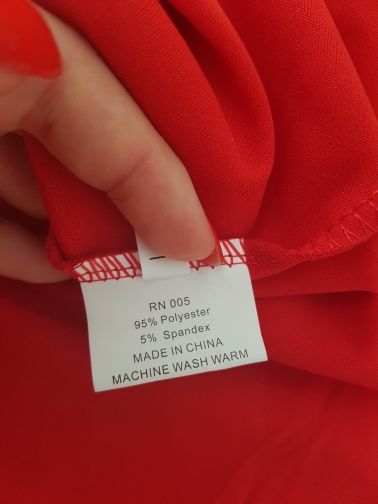 RN 005
95% Polyester
5% Spandex
MADE IN CHINA
MACHINE WASH WARM